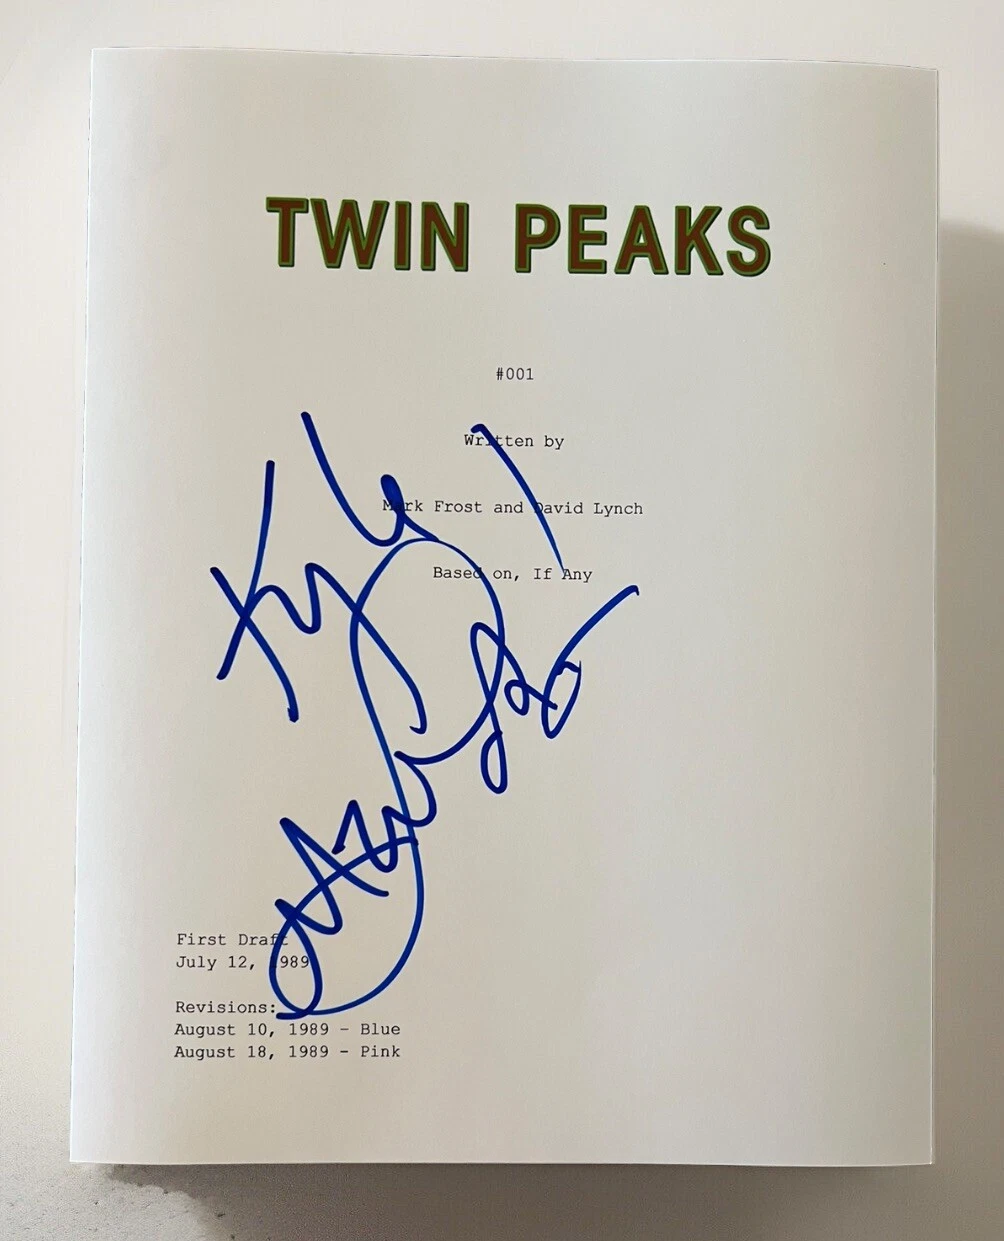 TWIN PEAKS
#001
Written by
Mark Frost and David Lynch
Based on, If Any
Kyle
First Draft
July 12, 1989
Revisions:
August 10, 1989 - Blue
August 18, 1989 - Pink